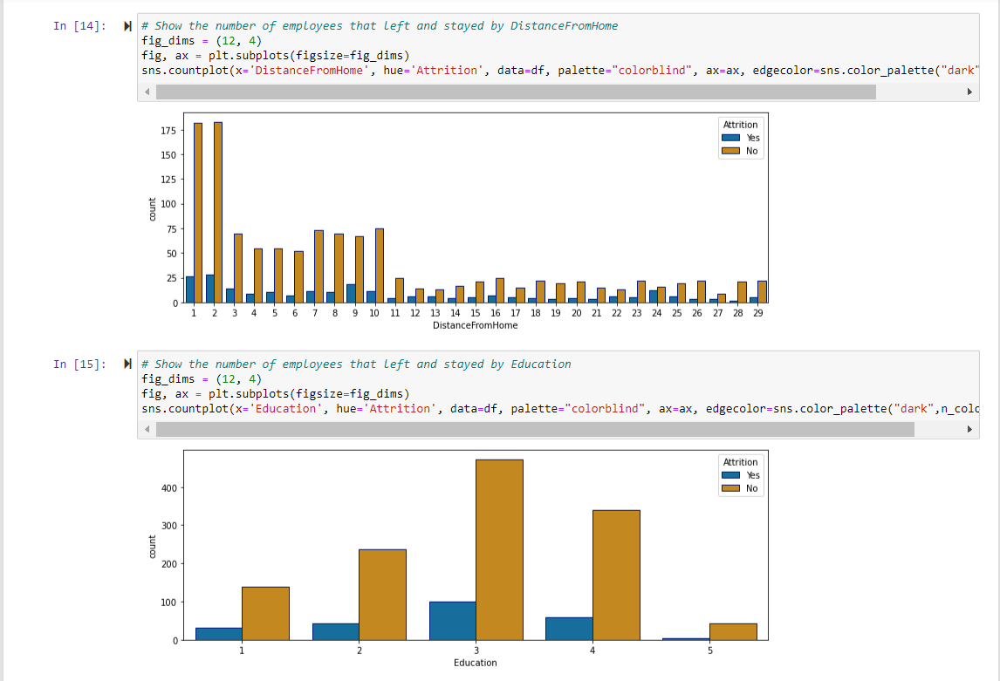 In [14]:
# Show the number of employees that left and stayed by DistanceFromHome
fig_dims = (12, 4)
fig, ax = plt.subplots(figsize=fig_dims)
sns.countplot(x='DistanceFromHome', hue='Attrition', data=df, palette="colorblind", ax=ax, edgecolor=sns.color_palette("dark"
Attrition
Yes
No
175
150
125
100
75
50
25
0
count
1 2 3 4 5 6 7 8 9 10 11 12 13 14 15 16 17 18 19 20 21 22 23 24 25 26 27 28 29
DistanceFromHome
In [15]:
# Show the number of employees that left and stayed by Education
fig_dims = (12, 4)
fig, ax = plt.subplots(figsize=fig_dims)
sns.countplot(x='Education', hue='Attrition', data=df, palette="colorblind", ax=ax, edgecolor=sns.color_palette("dark",n_colc
Attrition
Yes
No
400
300
200
100
0
count
1 2 3 4 5
Education